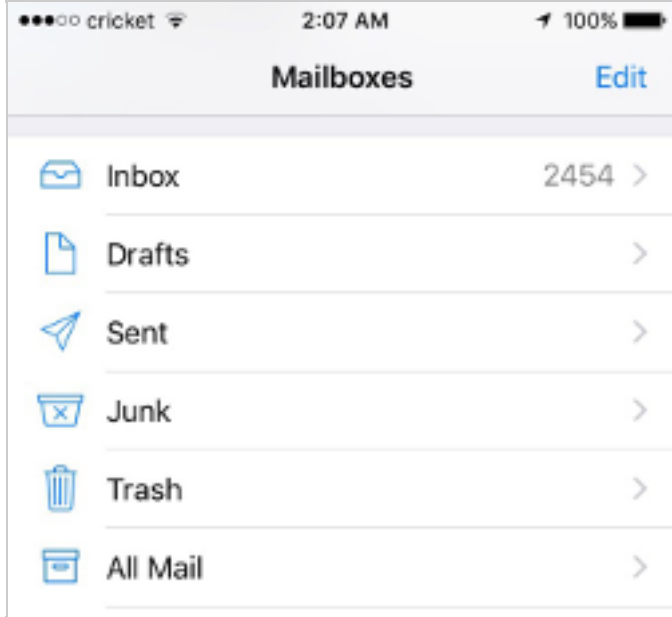 cricket 2:07 AM 100%
Mailboxes Edit
Inbox 2454
Drafts
Sent
Junk
Trash
All Mail